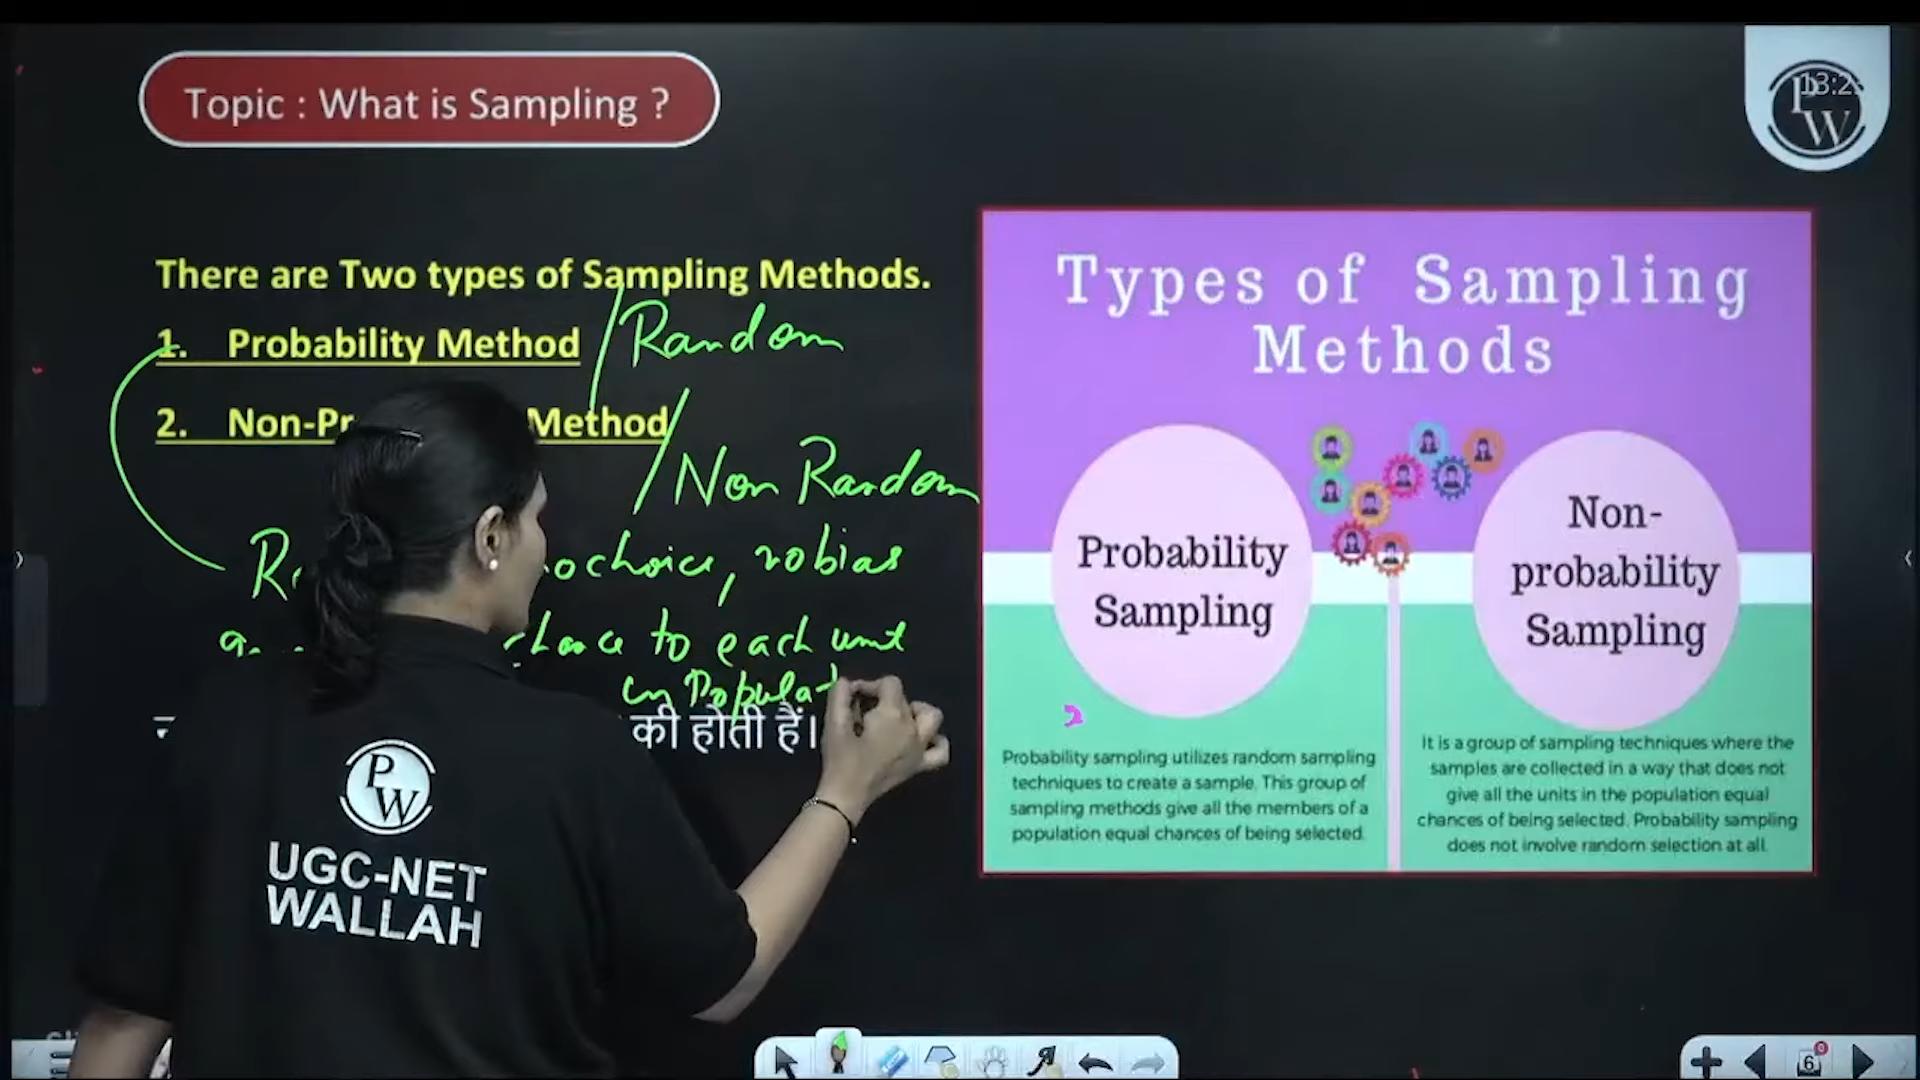 Topic : What is Sampling ?
13:2
PW
There are Two types of Sampling Methods.
1. Probability Method / Random
2. Non-Pr Method / Non Random
choice, no bias
to each unit
in Populat
की होती हैं।
Types of Sampling
Methods
Probability
Sampling
Probability sampling utilizes random sampling
techniques to create a sample. This group of
sampling methods give all the members of a
population equal chances of being selected.
Non-
probability
Sampling
It is a group of sampling techniques where the
samples are collected in a way that does not
give all the units in the population equal
chances of being selected. Probability sampling
does not involve random selection at all.
PW
UGC-NET
WALLAH
6